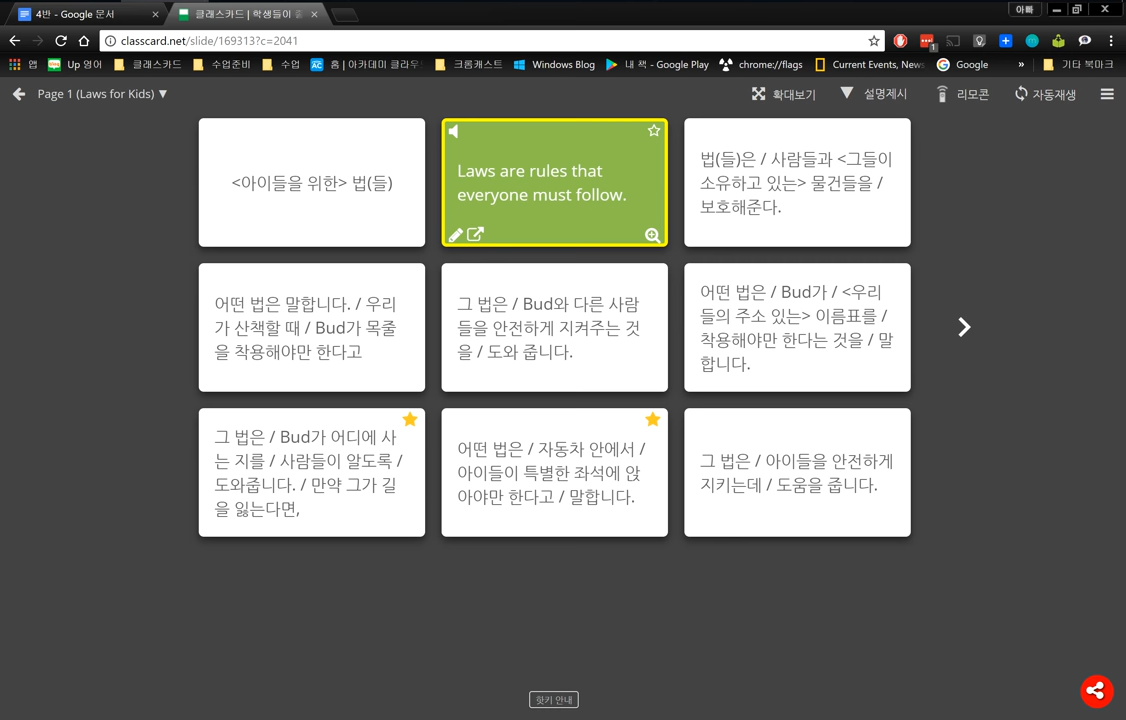 4반 - Google 문서
클래스카드 | 학생들이 좋
아빠
classcard.net/slide/169313?c=2041
1
앱
Up 영어
클래스카드
수업준비3
수업
홈 | 아카데미 클라우
크롬캐스트
Windows Blog
내 책 - Google Play
chrome://flags
Current Events, News
Google
»
기타 북마크
Page 1 (Laws for Kids) ▼
확대보기
설명제시
리모콘
자동재생
<아이들을 위한> 법(들)
Laws are rules that
everyone must follow.
법(들)은 / 사람들과 <그들이
소유하고 있는> 물건들을 /
보호해준다.
어떤 법은 말합니다. / 우리
가 산책할 때 / Bud가 목줄
을 착용해야만 한다고
그 법은 / Bud와 다른 사람
들을 안전하게 지켜주는 것
을 / 도와 줍니다.
어떤 법은 / Bud가 / <우리
들의 주소 있는> 이름표를 /
착용해야만 한다는 것을 / 말
합니다.
그 법은 / Bud가 어디에 사
는 지를 / 사람들이 알도록 /
도와줍니다. / 만약 그가 길
을 잃는다면,
어떤 법은 / 자동차 안에서 /
아이들이 특별한 좌석에 앉
아야만 한다고 / 말합니다.
그 법은 / 아이들을 안전하게
지키는데 / 도움을 줍니다.
핫키 안내